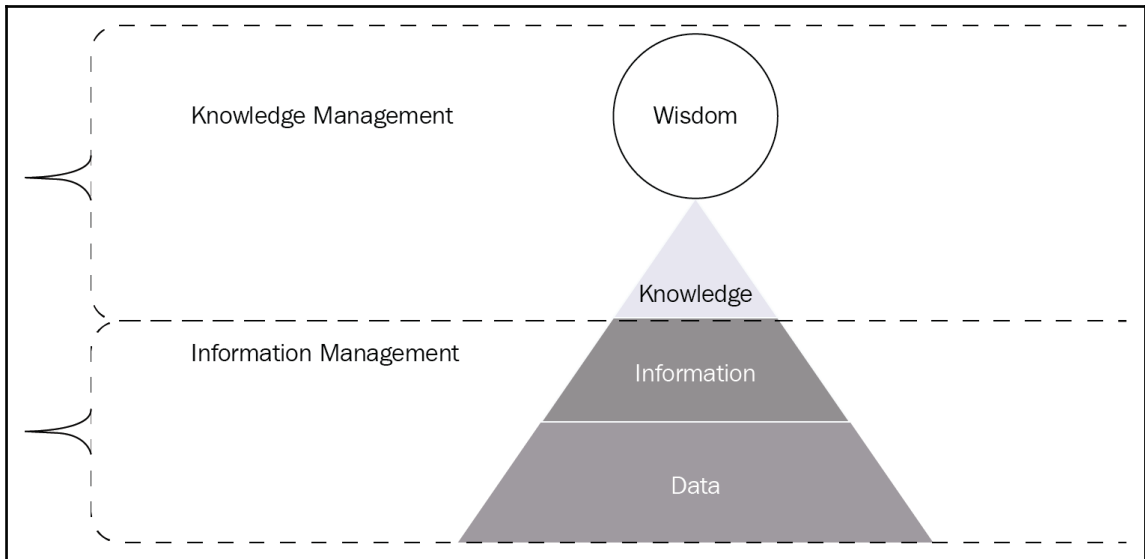 Knowledge Management
Wisdom
Knowledge
Information Management
Information
Data